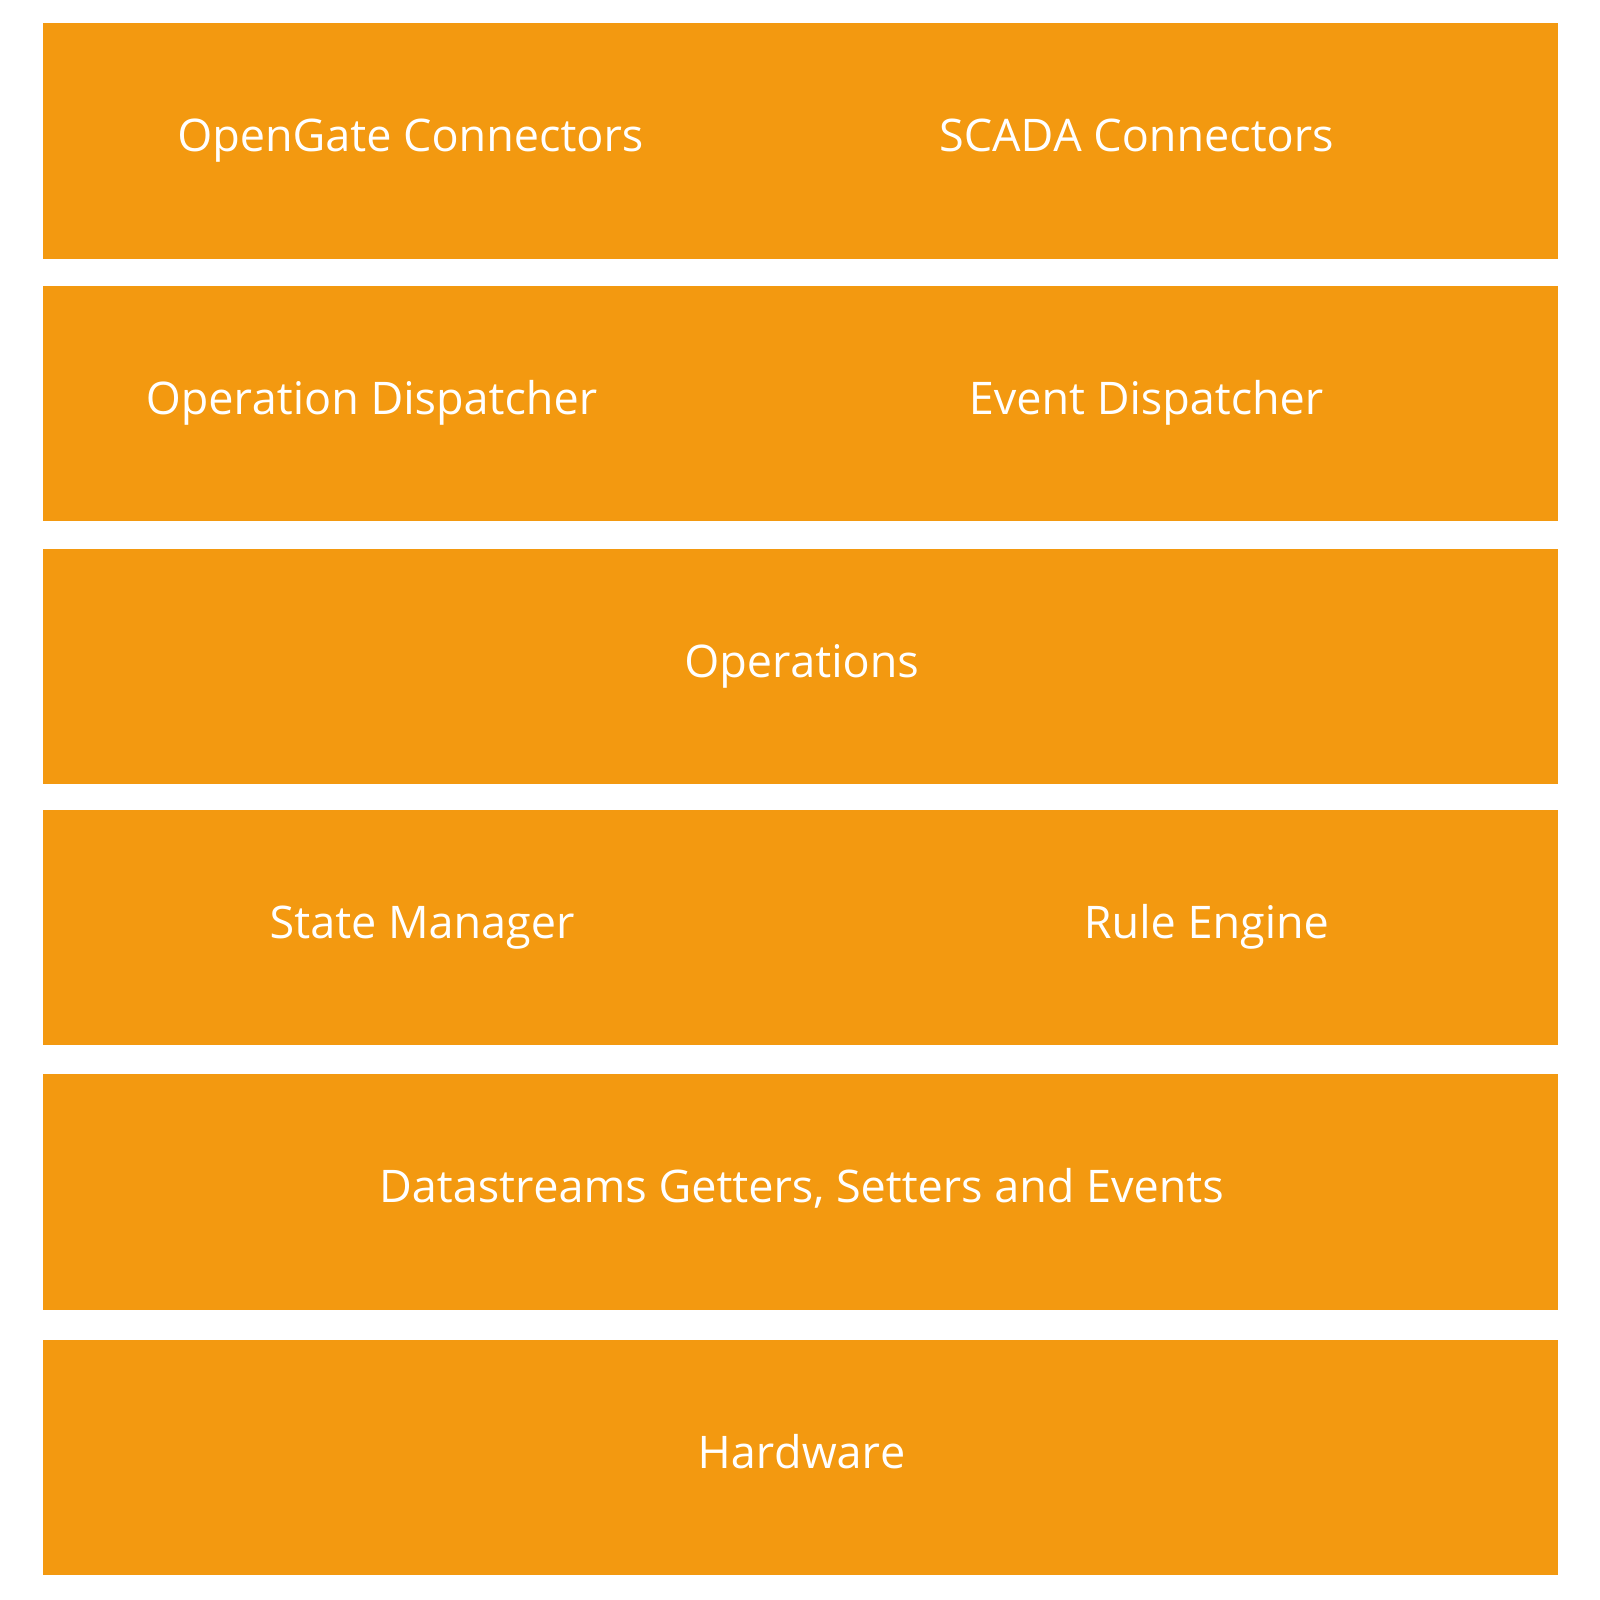 OpenGate Connectors SCADA Connectors
Operation Dispatcher Event Dispatcher
Operations
State Manager Rule Engine
Datastreams Getters, Setters and Events
Hardware